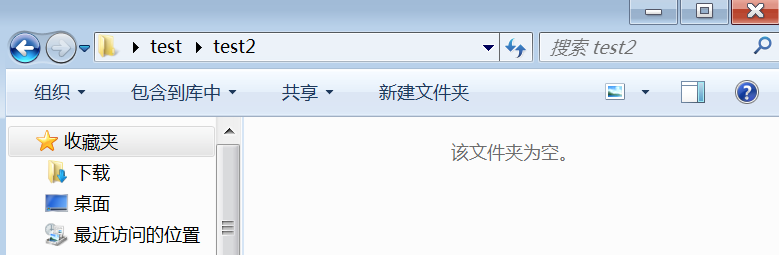 test test2 搜索 test2
组织 包含到库中 共享 新建文件夹
收藏夹
该文件夹为空。
下载
桌面
最近访问的位置